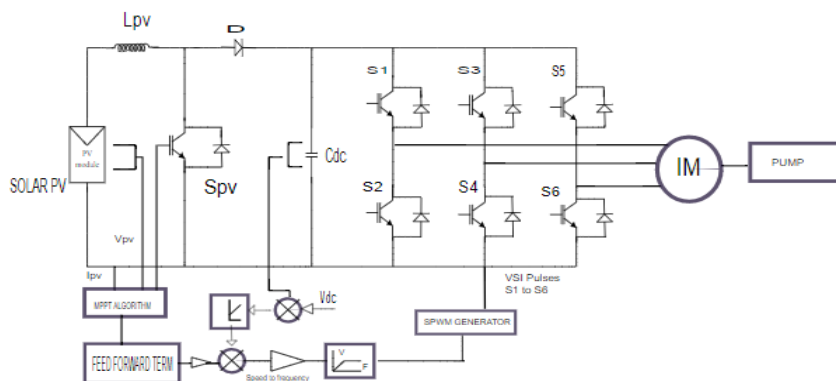 Lpv
D
S1
S3
S5
PV
module
SOLAR PV
Spv
Cdc
IM
PUMP
S2
S4
S6
Vpv
Ipv
VSI Pulses
S1 to S6
MPPT ALGORITHM
Vdc
SPWM GENERATOR
FEED FORWARD TERM
V
F
Speed to frequency